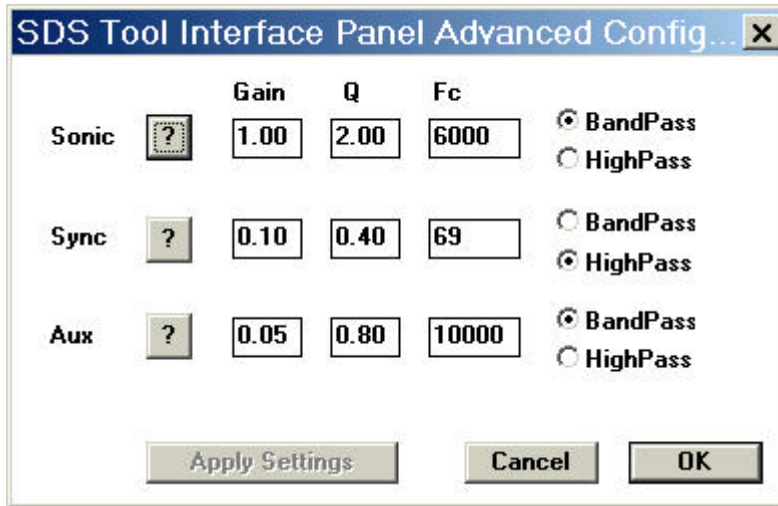 SDS Tool Interface Panel Advanced Config...
Gain Q Fc
Sonic ? 1.00 2.00 6000 BandPass
HighPass
Sync ? 0.10 0.40 69 BandPass
HighPass
Aux ? 0.05 0.80 10000 BandPass
HighPass
Apply Settings Cancel OK